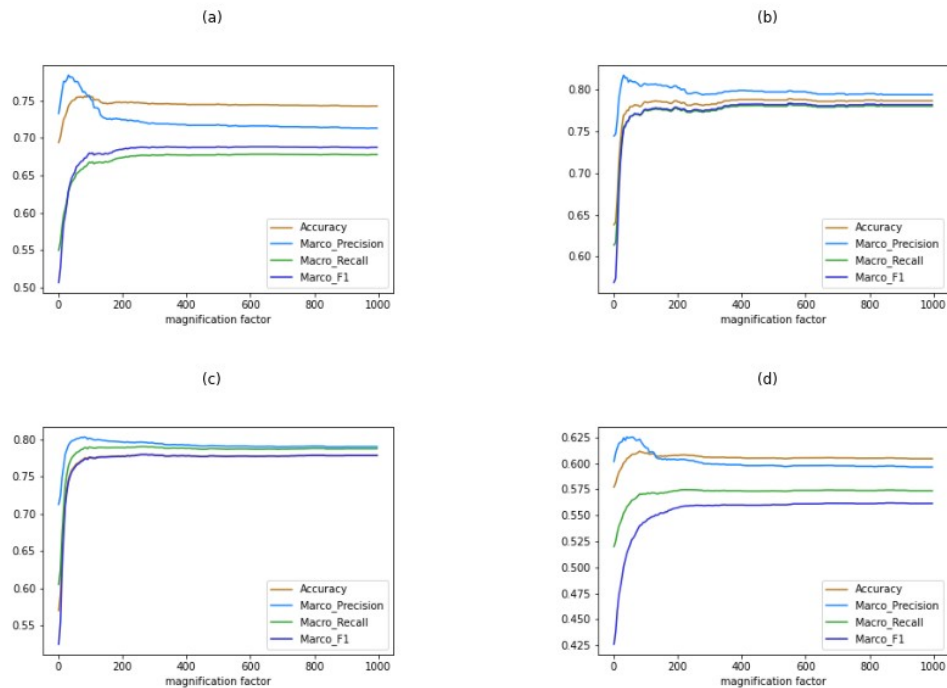 (a)
0.75
0.70
0.65
0.60
0.55
0.50
0 200 400 600 800 1000
magnification factor
Accuracy
Marco_Precision
Macro_Recall
Marco_F1
(b)
0.80
0.75
0.70
0.65
0.60
0 200 400 600 800 1000
magnification factor
Accuracy
Marco_Precision
Macro_Recall
Marco_F1
(c)
0.80
0.75
0.70
0.65
0.60
0.55
0 200 400 600 800 1000
magnification factor
Accuracy
Marco_Precision
Macro_Recall
Marco_F1
(d)
0.625
0.600
0.575
0.550
0.525
0.500
0.475
0.450
0.425
0 200 400 600 800 1000
magnification factor
Accuracy
Marco_Precision
Macro_Recall
Marco_F1